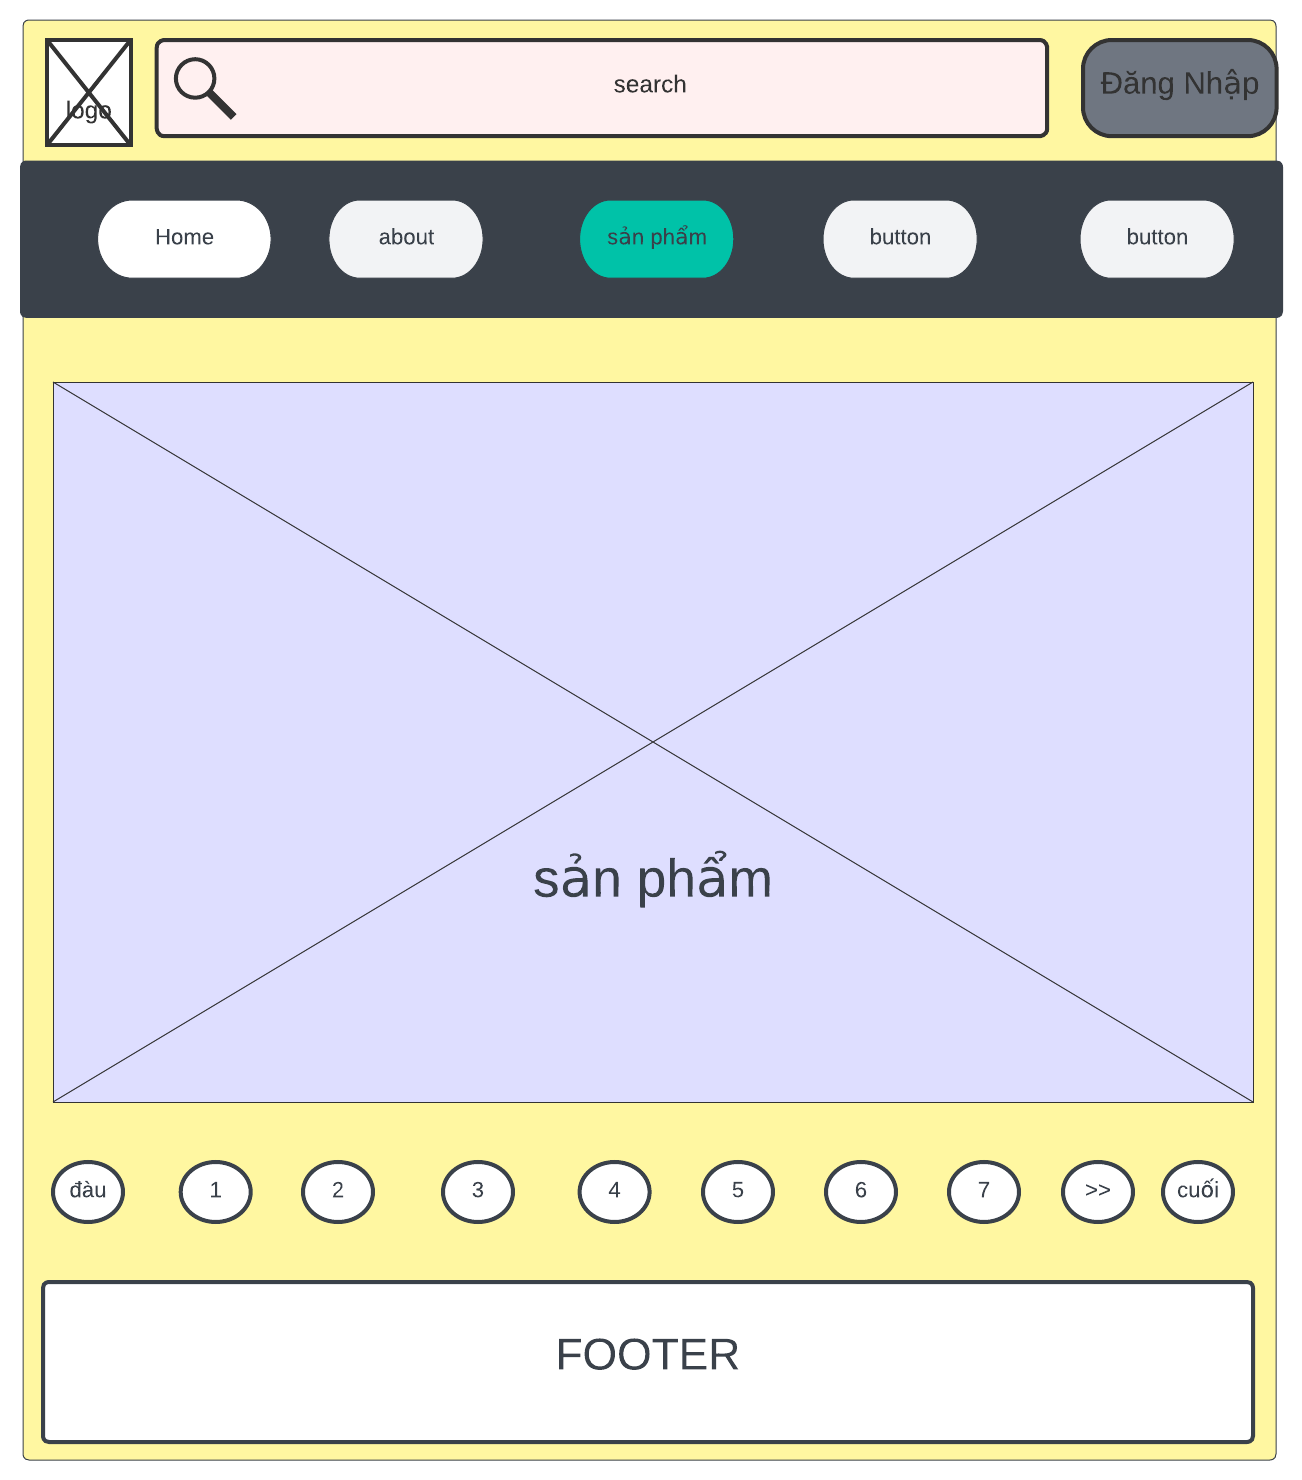 logo
search
Đăng Nhập
Home
about
sản phẩm
button
button
sản phẩm
đàu
1
2
3
4
5
6
7
>>
cuối
FOOTER